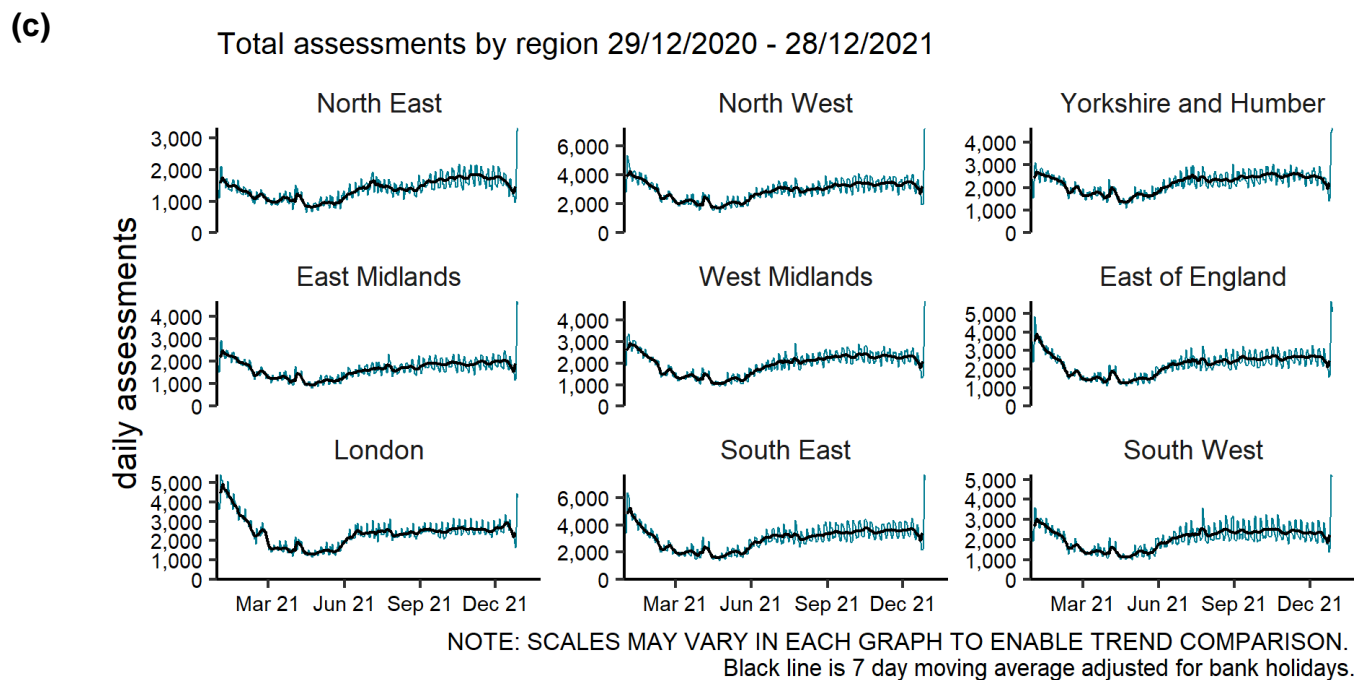 (c)
Total assessments by region 29/12/2020 - 28/12/2021
daily assessments
North East
3,000
2,000
1,000
0
North West
6,000
4,000
2,000
0
Yorkshire and Humber
4,000
3,000
2,000
1,000
0
East Midlands
4,000
3,000
2,000
1,000
0
West Midlands
4,000
3,000
2,000
1,000
0
East of England
5,000
4,000
3,000
2,000
1,000
0
London
5,000
4,000
3,000
2,000
1,000
0
Mar 21 Jun 21 Sep 21 Dec 21
South East
6,000
4,000
2,000
0
Mar 21 Jun 21 Sep 21 Dec 21
South West
5,000
4,000
3,000
2,000
1,000
0
Mar 21 Jun 21 Sep 21 Dec 21
NOTE: SCALES MAY VARY IN EACH GRAPH TO ENABLE TREND COMPARISON.
Black line is 7 day moving average adjusted for bank holidays.